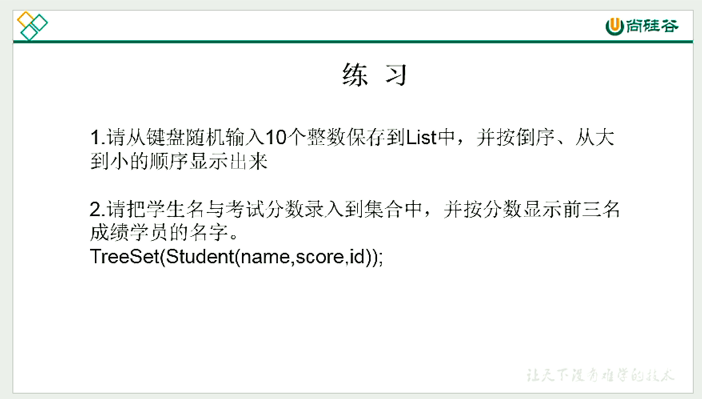 尚硅谷
练 习
1.请从键盘随机输入10个整数保存到List中，并按倒序、从大
到小的顺序显示出来
2.请把学生名与考试分数录入到集合中，并按分数显示前三名
成绩学员的名字。
TreeSet(Student(name,score,id));
让天下没有难学的技术